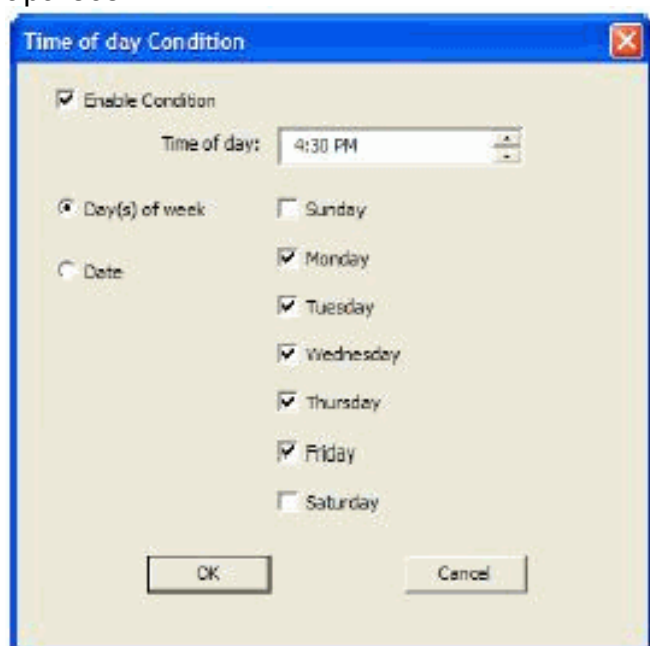 Time of day Condition
Enable Condition
Time of day: 4:30 PM
Day(s) of week Sunday
Monday
Date
Tuesday
Wednesday
Thursday
Friday
Saturday
OK Cancel